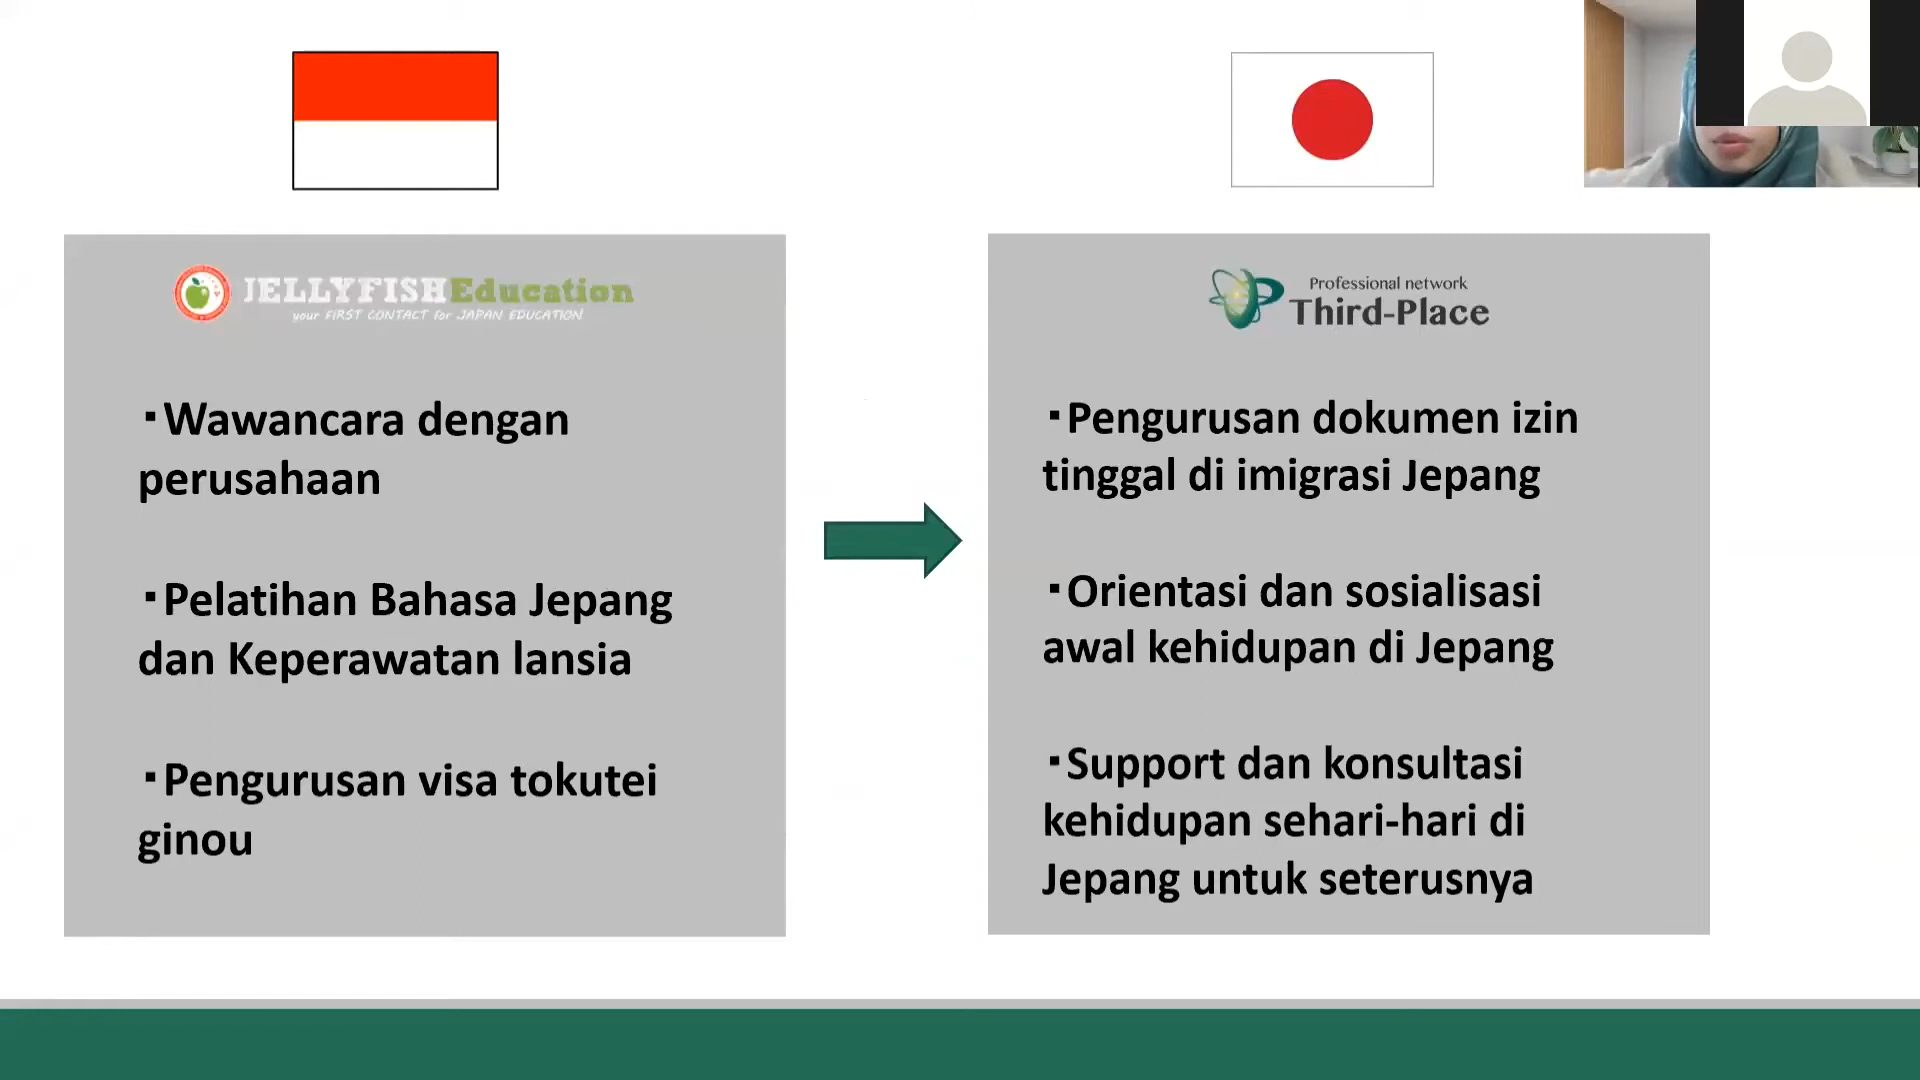 JELLYFISHEducation
your FIRST CONTACT for JAPAN EDUCATION
･Wawancara dengan
perusahaan
･Pelatihan Bahasa Jepang
dan Keperawatan lansia
･Pengurusan visa tokutei
ginou
Professional network
Third-Place
･Pengurusan dokumen izin
tinggal di imigrasi Jepang
･Orientasi dan sosialisasi
awal kehidupan di Jepang
･Support dan konsultasi
kehidupan sehari-hari di
Jepang untuk seterusnya